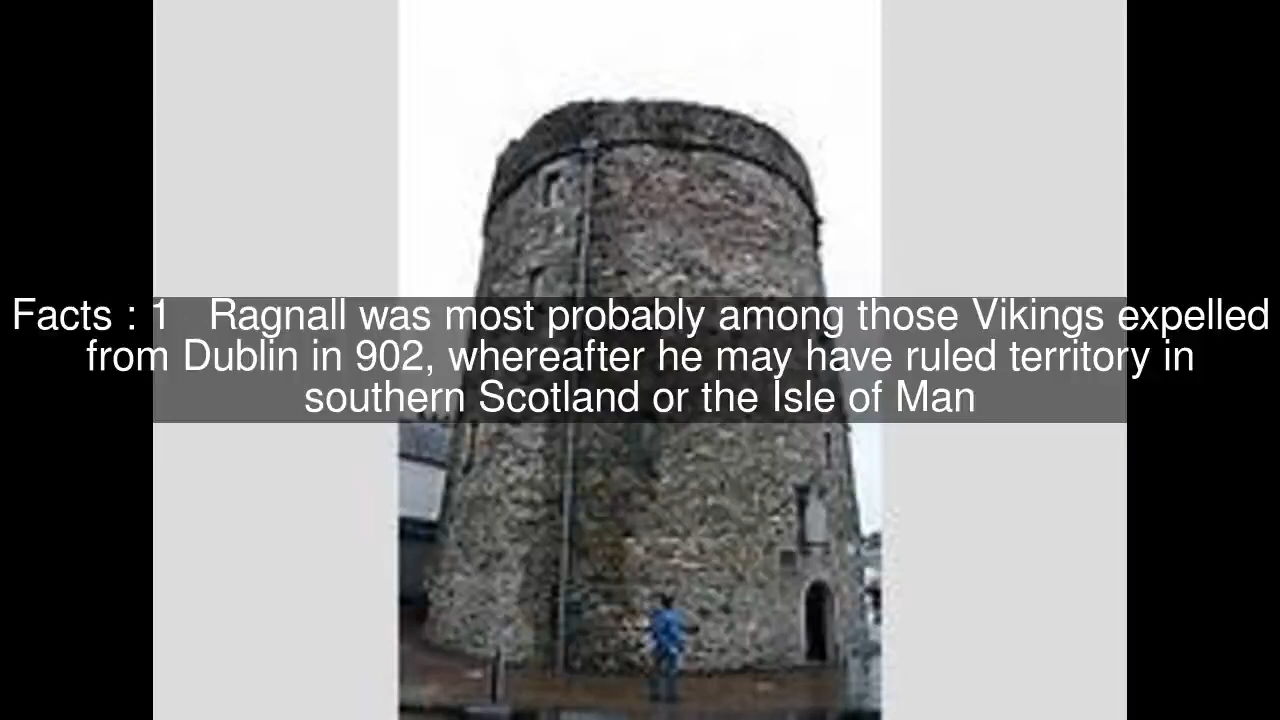 Facts : 1 Ragnall was most probably among those Vikings expelled
from Dublin in 902, whereafter he may have ruled territory in
southern Scotland or the Isle of Man